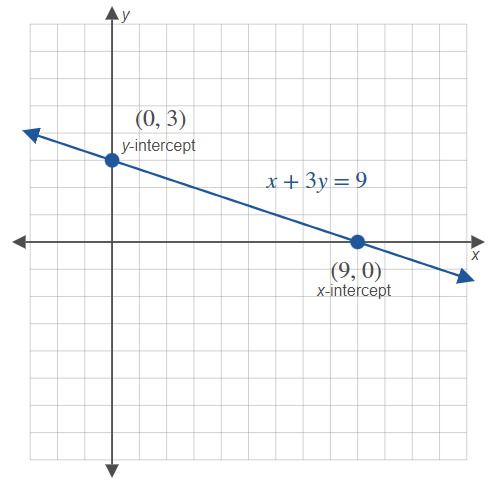 y
(0, 3)
y-intercept
x + 3y = 9
x
(9, 0)
x-intercept